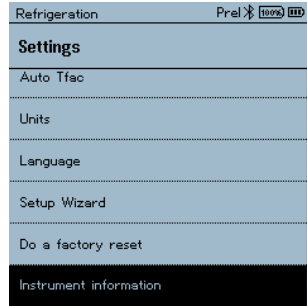 Refrigeration Prel 100%
Settings
Auto Tfac
Units
Language
Setup Wizard
Do a factory reset
Instrument information